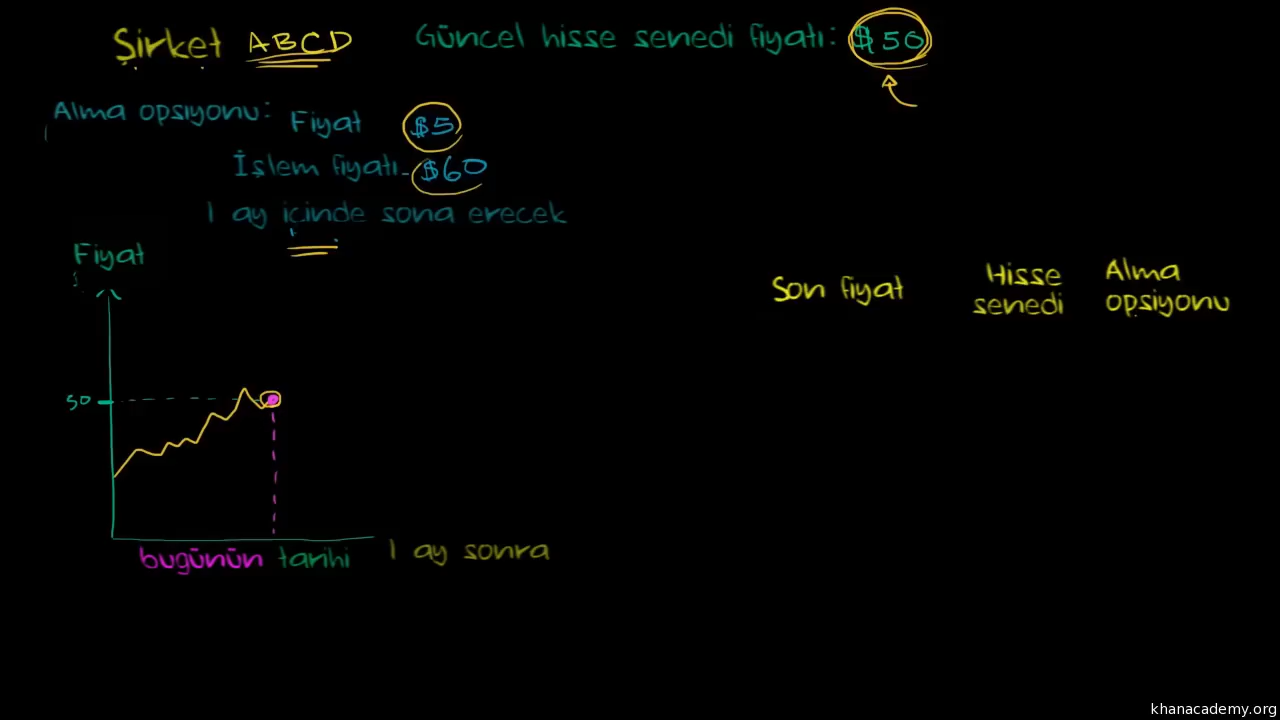 Şirket ABCD
Güncel hisse senedi fiyatı: $50
Alma opsiyonu: Fiyat $5
İşlem fiyatı- $60
1 ay içinde sona erecek
Fiyat
Son fiyat
Hisse senedi
Alma opsiyonu
50
bugünün tarihi
1 ay sonra
khanacademy.org